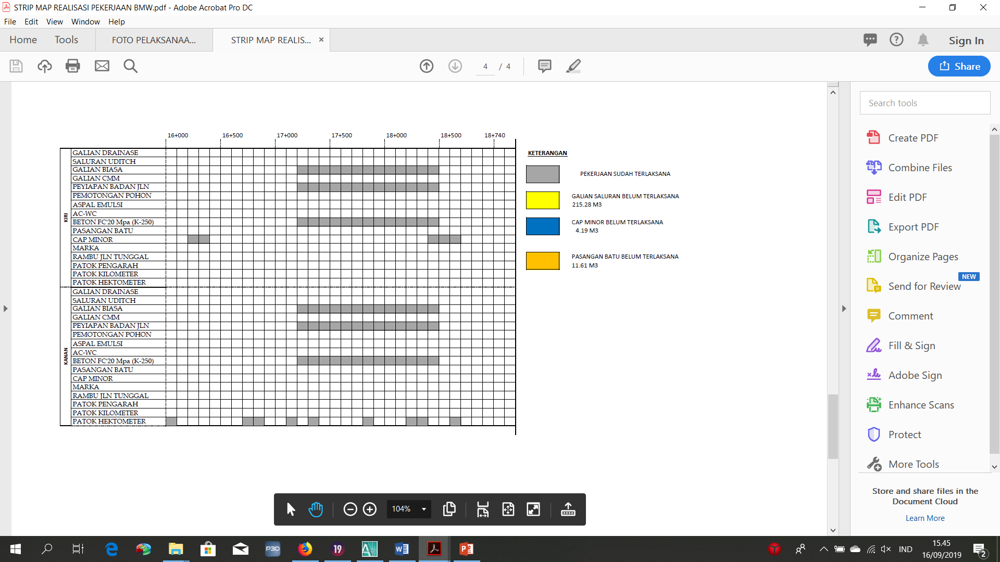 STRIP MAP REALISASI PEKERJAAN BMW.pdf - Adobe Acrobat Pro DC
File Edit View Window Help
Home Tools FOTO PELAKSANAA... STRIP MAP REALIS... × Sign In
4 / 4 Share
Search tools
Create PDF
Combine Files
Edit PDF
Export PDF
Organize Pages
NEW
Send for Review
Comment
Fill & Sign
Adobe Sign
Enhance Scans
Protect
More Tools
Store and share files in the
Document Cloud
Learn More
16+000 16+500 17+000 17+500 18+000 18+500 18+740
KIRI
GALIAN DRAINASE
SALURAN UDITCH
GALIAN BIASA
GALIAN CMM
PEYIAPAN BADAN JLN
PEMOTONGAN POHON
ASPAL EMULSI
AC-WC
BETON FC'20 Mpa (K-250)
PASANGAN BATU
CAP MINOR
MARKA
RAMBU JLN TUNGGAL
PATOK PENGARAH
PATOK KILOMETER
PATOK HEKTOMETER
KANAN
GALIAN DRAINASE
SALURAN UDITCH
GALIAN BIASA
GALIAN CMM
PEYIAPAN BADAN JLN
PEMOTONGAN POHON
ASPAL EMULSI
AC-WC
BETON FC'20 Mpa (K-250)
PASANGAN BATU
CAP MINOR
MARKA
RAMBU JLN TUNGGAL
PATOK PENGARAH
PATOK KILOMETER
PATOK HEKTOMETER
KETERANGAN
PEKERJAAN SUDAH TERLAKSANA
GALIAN SALURAN BELUM TERLAKSANA
215.28 M3
CAP MINOR BELUM TERLAKSANA
4.19 M3
PASANGAN BATU BELUM TERLAKSANA
11.61 M3
104%
P3D 19 IND
15.45
16/09/2019
2